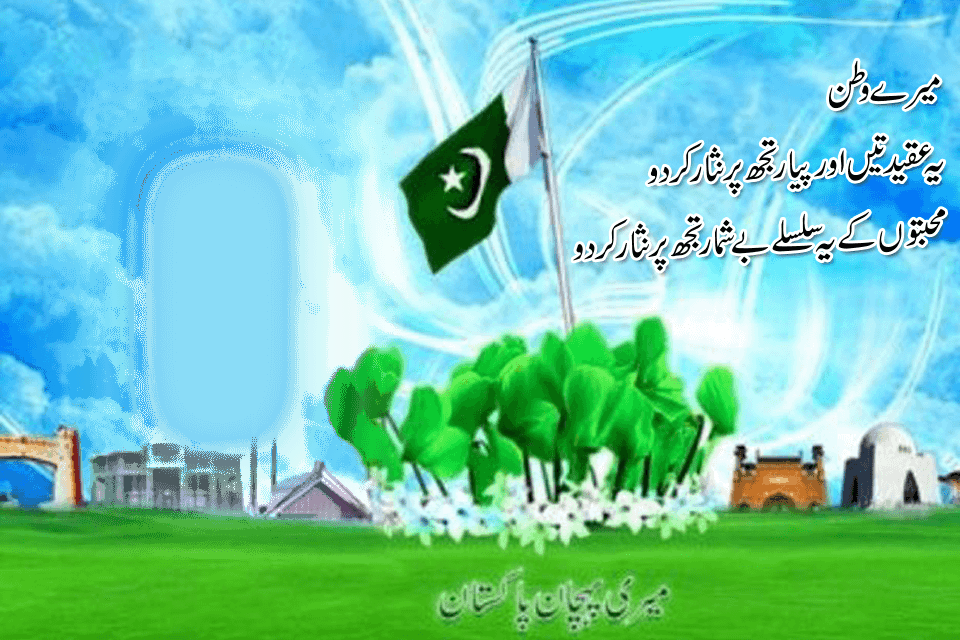 میرے وطن
یہ عقیدتیں اور پیار تجھ پر نثار کردو
محبتوں کے یہ سلسلے بے شمار تجھ پر نثار کردو
میری پہچان پاکستان